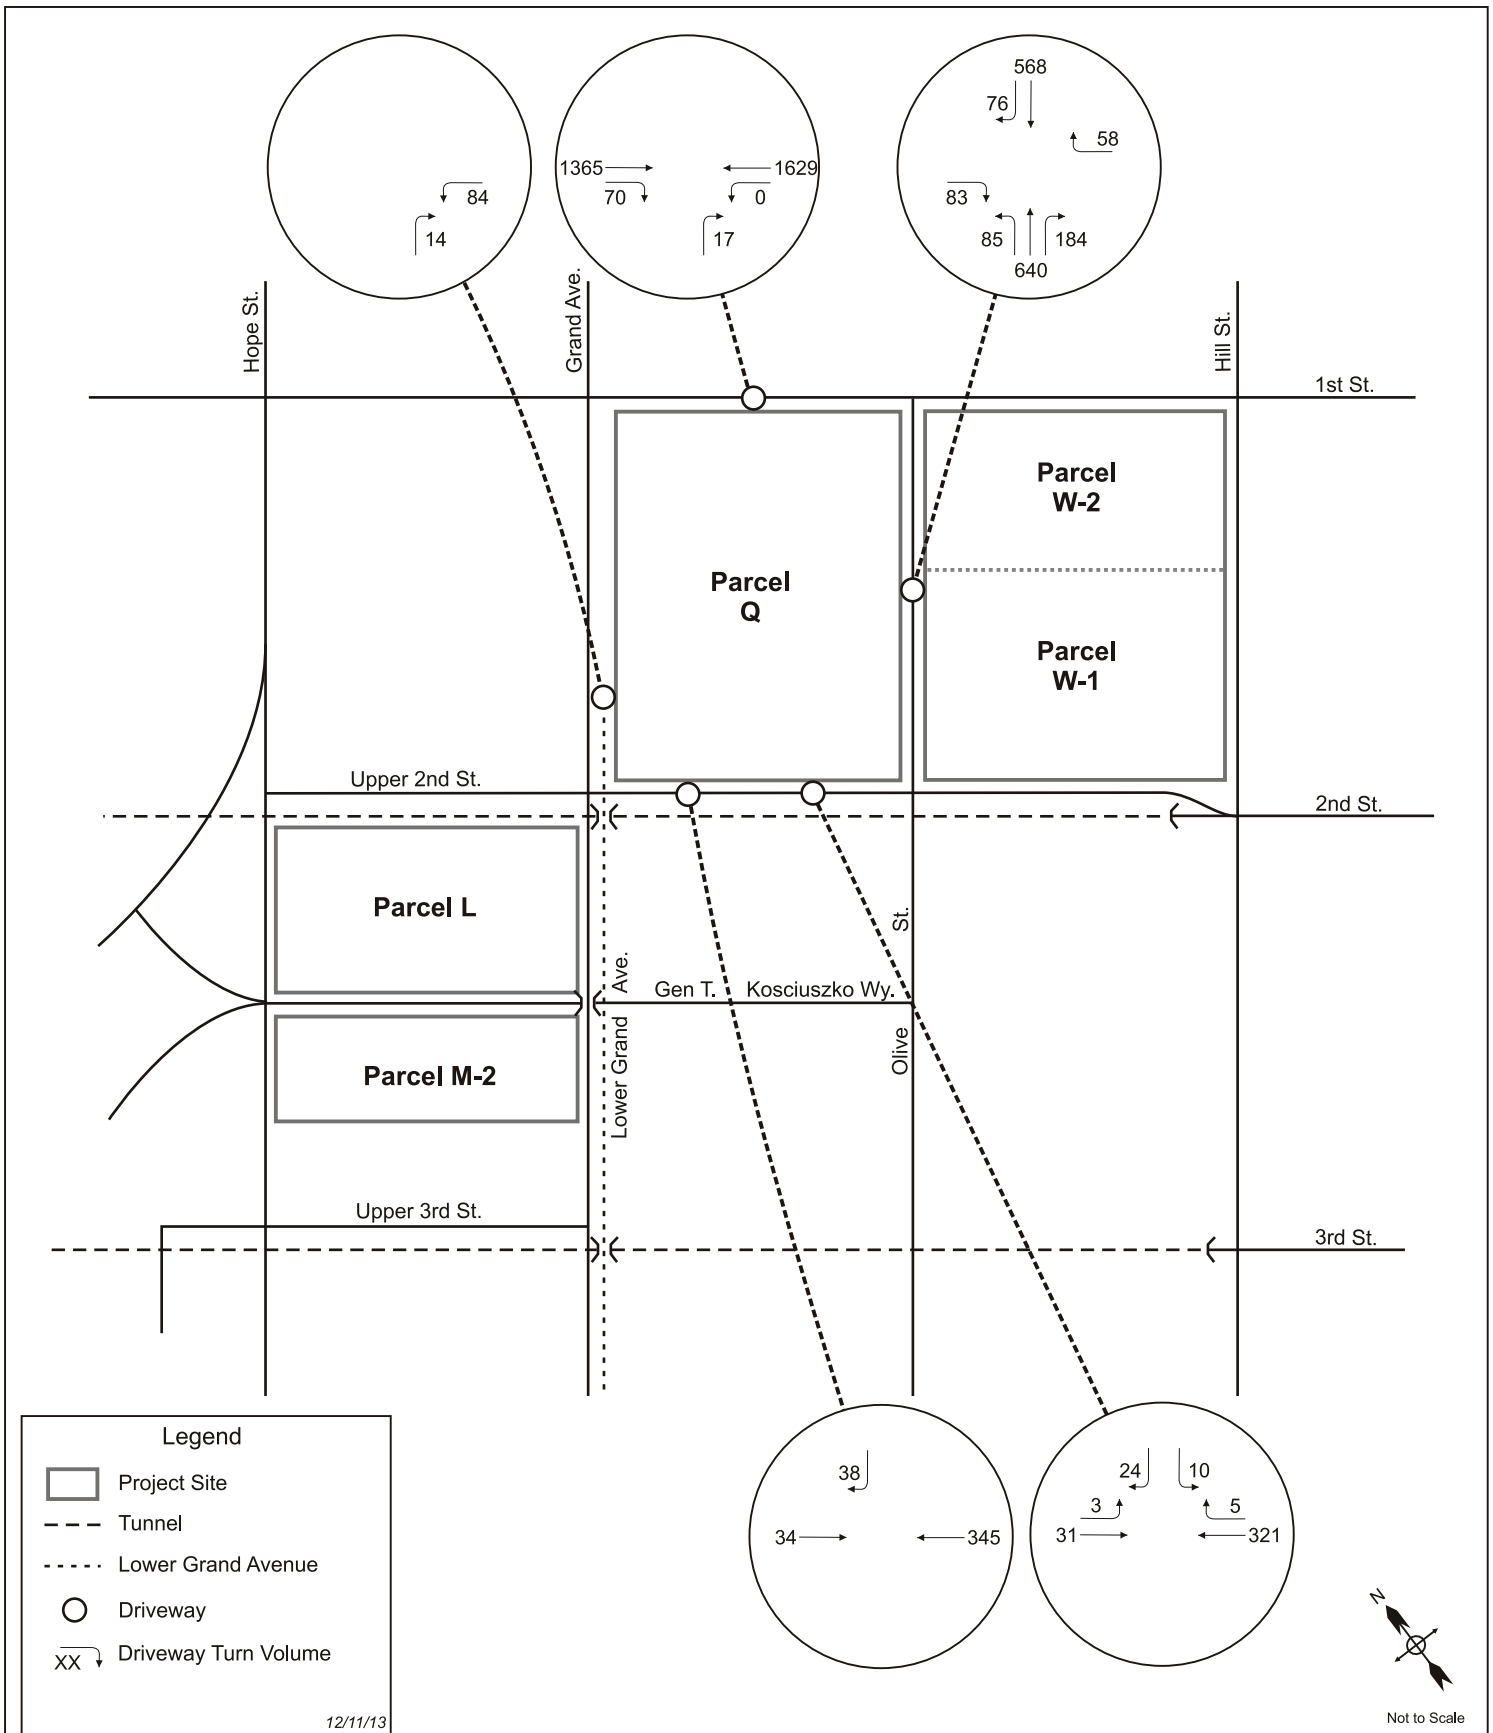 568
76
58
1365
1629
84
70
0
83
14
17
85
184
640
Hope St.
Grand Ave.
Hill St.
1st St.
Parcel
W-2
Parcel
Q
Parcel
W-1
Upper 2nd St.
2nd St.
Parcel L
St.
Ave.
Gen T. Kosciuszko Wy.
Lower Grand
Olive
Parcel M-2
Upper 3rd St.
3rd St.
38
34
345
24
10
3
5
31
321
Legend
Project Site
Tunnel
Lower Grand Avenue
Driveway
XX Driveway Turn Volume
12/11/13
N
Not to Scale